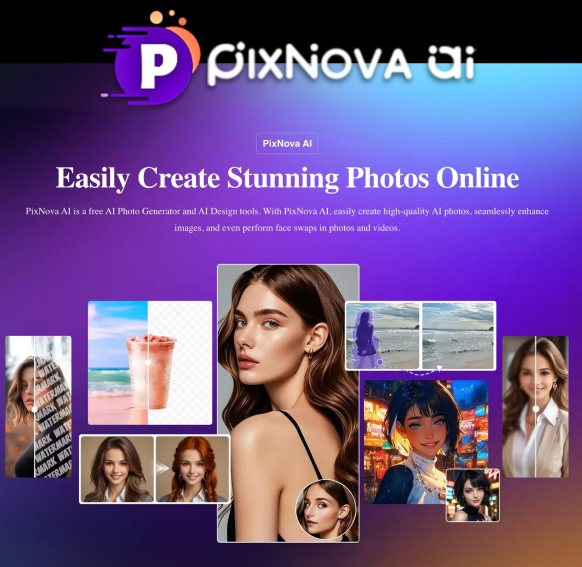 P PIXNOVA ai
PixNova AI
Easily Create Stunning Photos Online
PixNova AI is a free AI Photo Generator and AI Design tools. With PixNova AI, easily create high-quality AI photos, seamlessly enhance
images, and even perform face swaps in photos and videos.